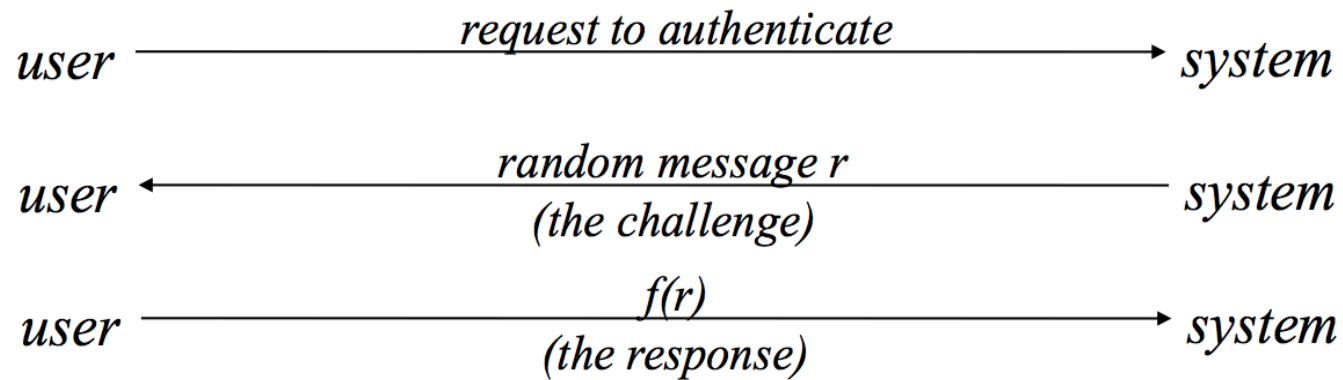 request to authenticate
user system
random message r
user system
(the challenge)
f(r)
user system
(the response)